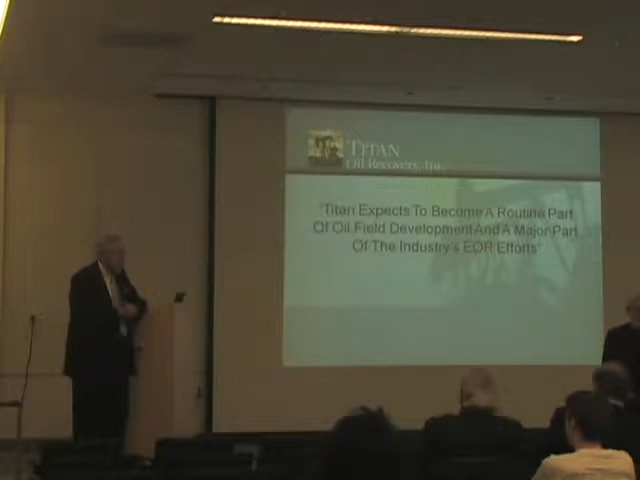 TITAN
Oil Recovery, Inc.
"Titan Expects To Become A Routine Part
Of Oil Field Development And A Major Part
Of The Industry's EOR Efforts"